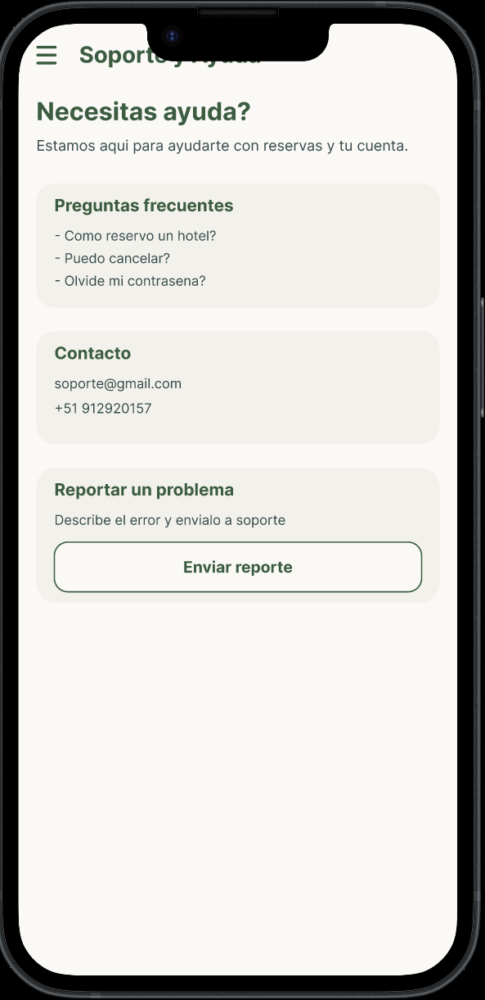 Soporte y Ayuda
Necesitas ayuda?
Estamos aqui para ayudarte con reservas y tu cuenta.
Preguntas frecuentes
- Como reservo un hotel?
- Puedo cancelar?
- Olvide mi contrasena?
Contacto
soporte@gmail.com
+51 912920157
Reportar un problema
Describe el error y envialo a soporte
Enviar reporte